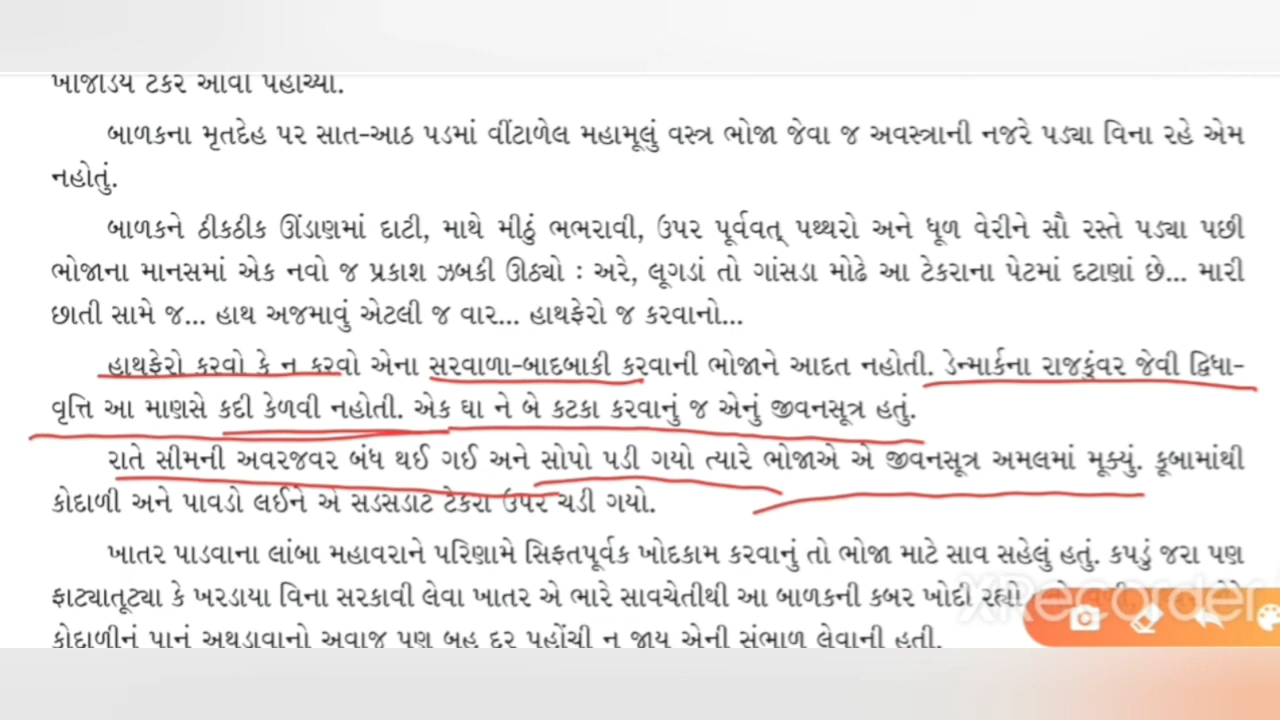 ખીજડિયે ટેકરે આવી પહોંચ્યા.
બાળકના મૃતદેહ પર સાત-આઠ પડમાં વીંટાળેલ મહામૂલું વસ્ત્ર ભોજા જેવા જ અવસ્ત્રાની નજરે પડ્યા વિના રહે એમ
નહોતું.
બાળકને ઠીકઠીક ઊંડાણમાં દાટી, માથે મીઠું ભભરાવી, ઉપર પૂર્વવત્ પથ્થરો અને ધૂળ વેરીને સૌ રસ્તે પડ્યા પછી
ભોજાના માનસમાં એક નવો જ પ્રકાશ ઝબકી ઊઠ્યો : અરે, લૂગડાં તો ગાંસડા મોઢે આ ટેકરાના પેટમાં દટાણાં છે... મારી
છાતી સામે જ... હાથ અજમાવું એટલી જ વાર... હાથફેરો જ કરવાનો...
હાથફેરો કરવો કે ન કરવો એના સરવાળા-બાદબાકી કરવાની ભોજાને આદત નહોતી. ડેન્માર્કના રાજકુંવર જેવી દ્વિધા-
વૃત્તિ આ માણસે કદી કેળવી નહોતી. એક ઘા ને બે કટકા કરવાનું જ એનું જીવનસૂત્ર હતું.
રાતે સીમની અવરજવર બંધ થઈ ગઈ અને સોપો પડી ગયો ત્યારે ભોજાએ એ જીવનસૂત્ર અમલમાં મૂક્યું. કૂબામાંથી
કોદાળી અને પાવડો લઈને એ સડસડાટ ટેકરા ઉપર ચડી ગયો.
ખાતર પાડવાના લાંબા મહાવરાને પરિણામે સિફતપૂર્વક ખોદકામ કરવાનું તો ભોજા માટે સાવ સહેલું હતું. કપડું જરા પણ
ફાટ્યાતૂટ્યા કે ખરડાયા વિના સરકાવી લેવા ખાતર એ ભારે સાવચેતીથી આ બાળકની કબર ખોદી રહ્યો
કોદાળીનું પાનું અથડાવાનો અવાજ પણ બહુ દૂર પહોંચી ન જાય એની સંભાળ લેવાની હતી.
XRecorder